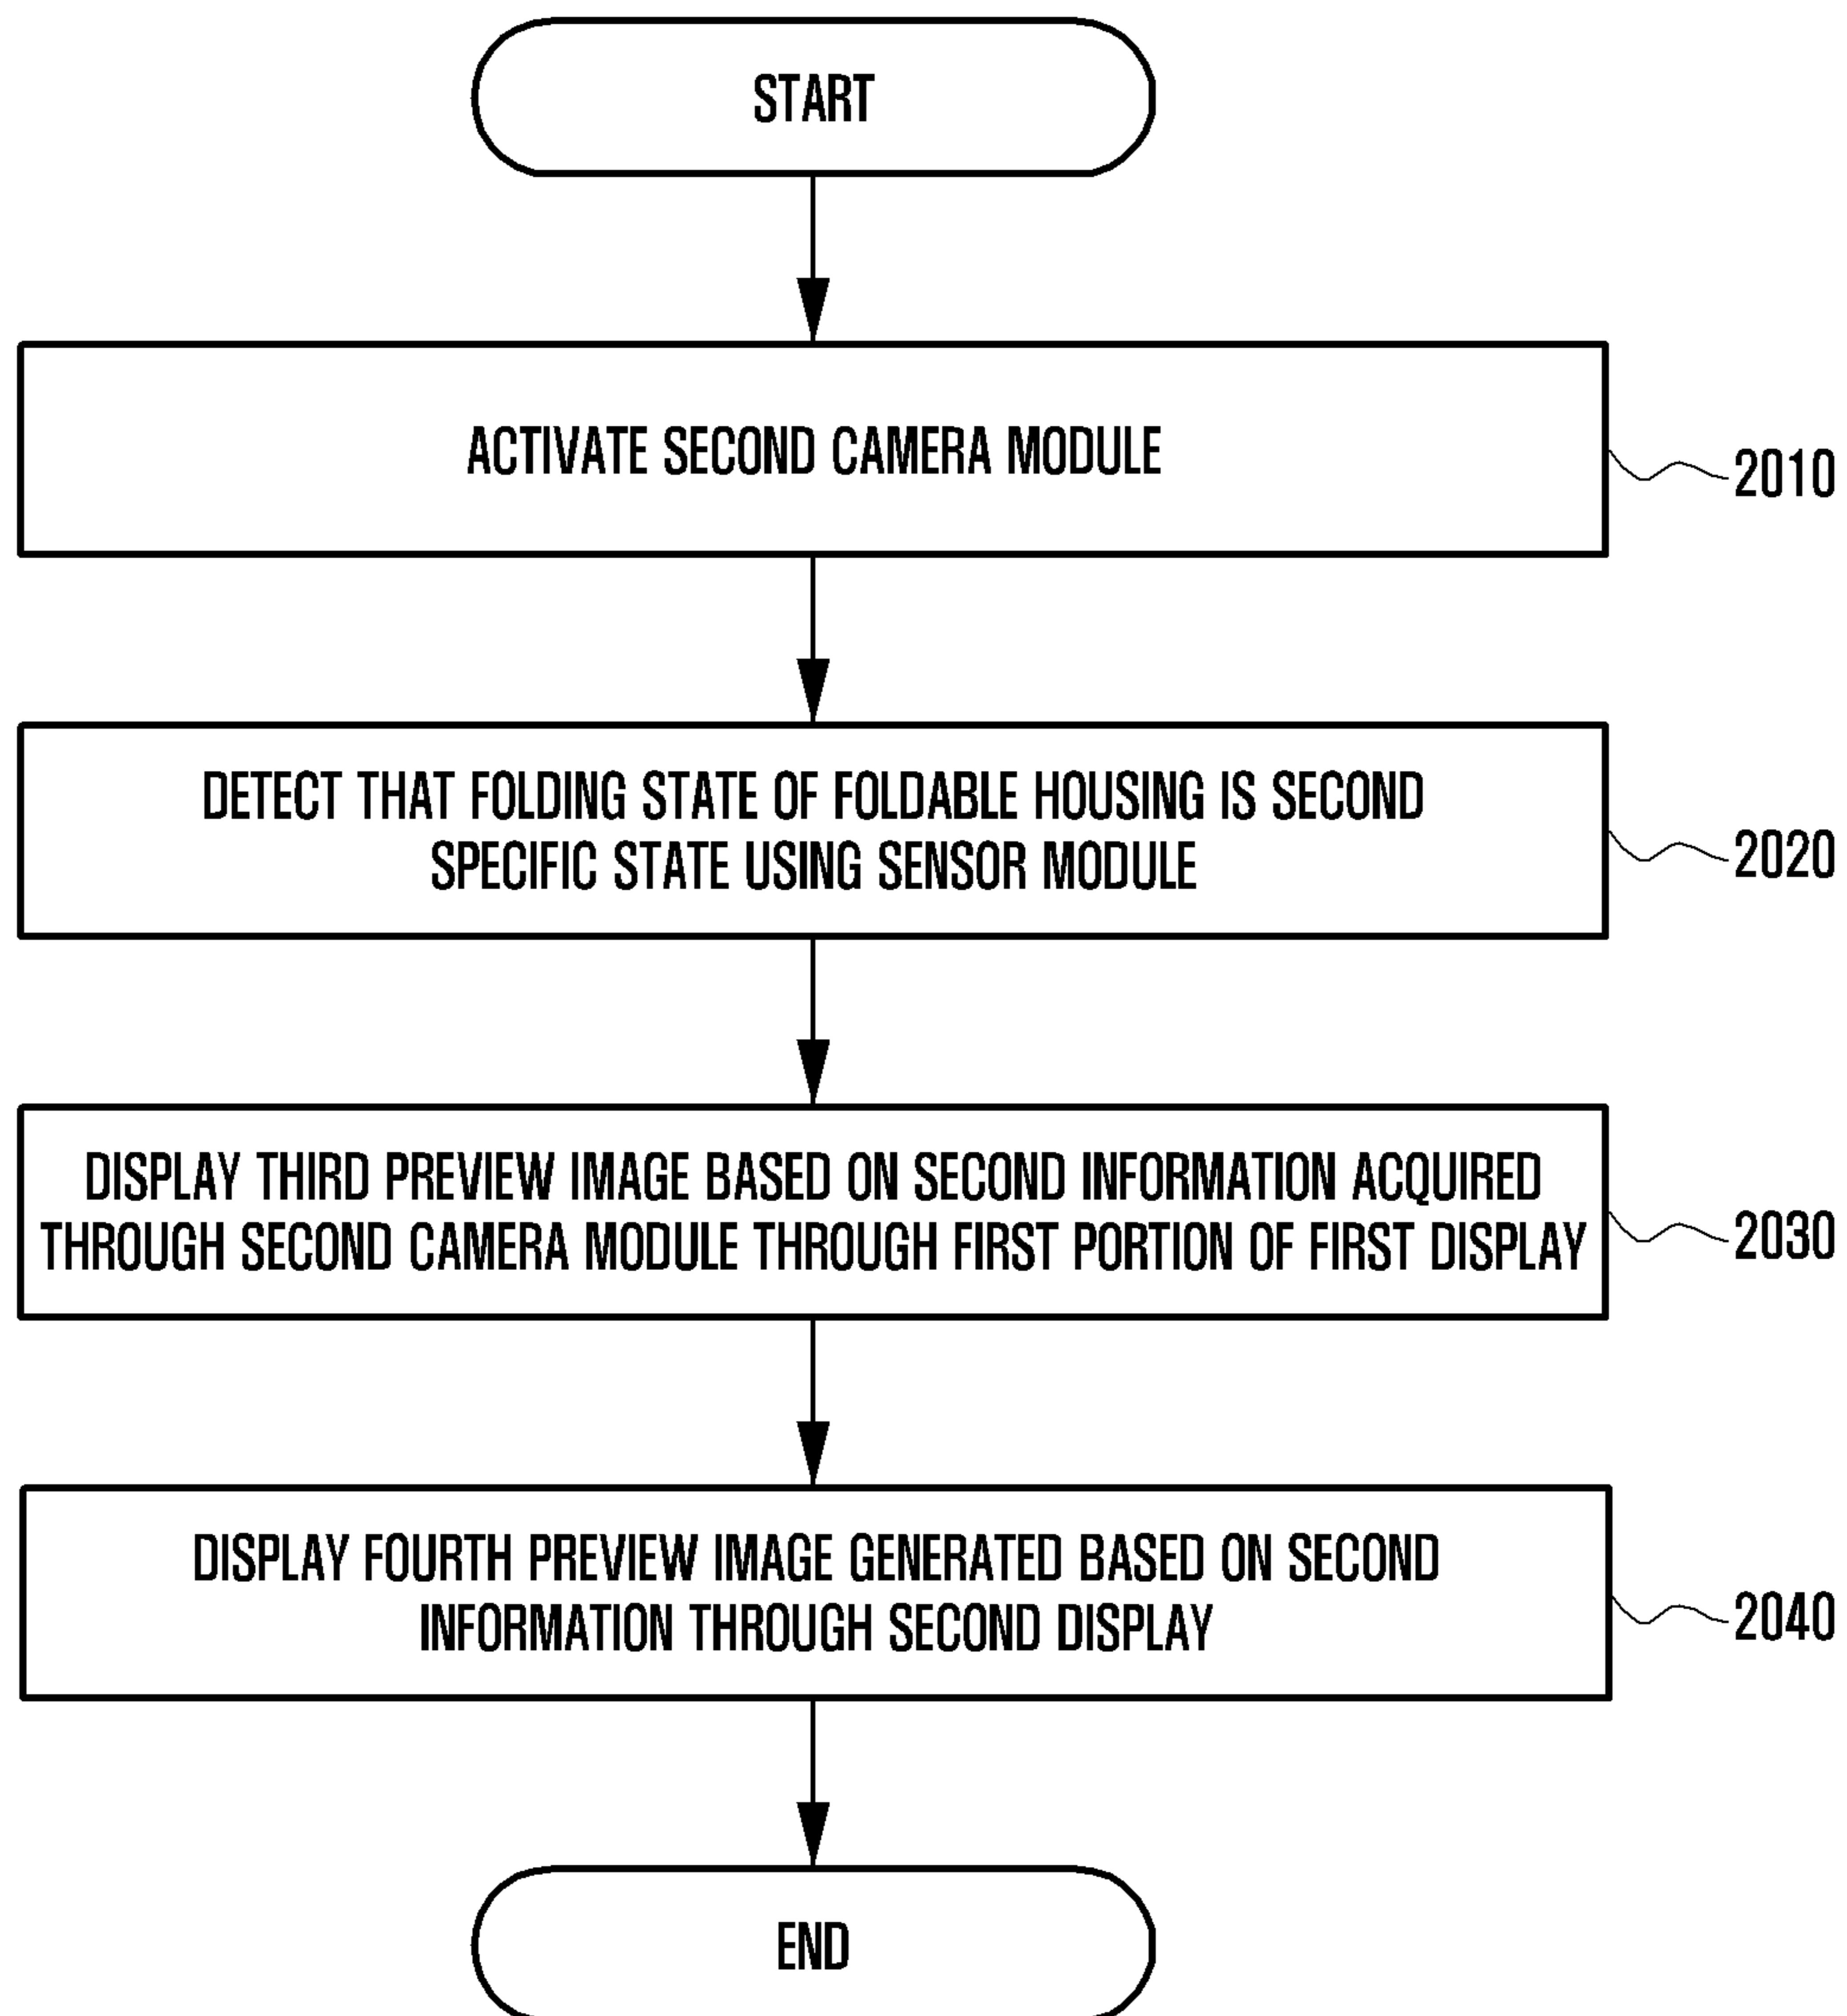 START
ACTIVATE SECOND CAMERA MODULE
2010
DETECT THAT FOLDING STATE OF FOLDABLE HOUSING IS SECOND
SPECIFIC STATE USING SENSOR MODULE
2020
DISPLAY THIRD PREVIEW IMAGE BASED ON SECOND INFORMATION ACQUIRED
THROUGH SECOND CAMERA MODULE THROUGH FIRST PORTION OF FIRST DISPLAY
2030
DISPLAY FOURTH PREVIEW IMAGE GENERATED BASED ON SECOND
INFORMATION THROUGH SECOND DISPLAY
2040
END